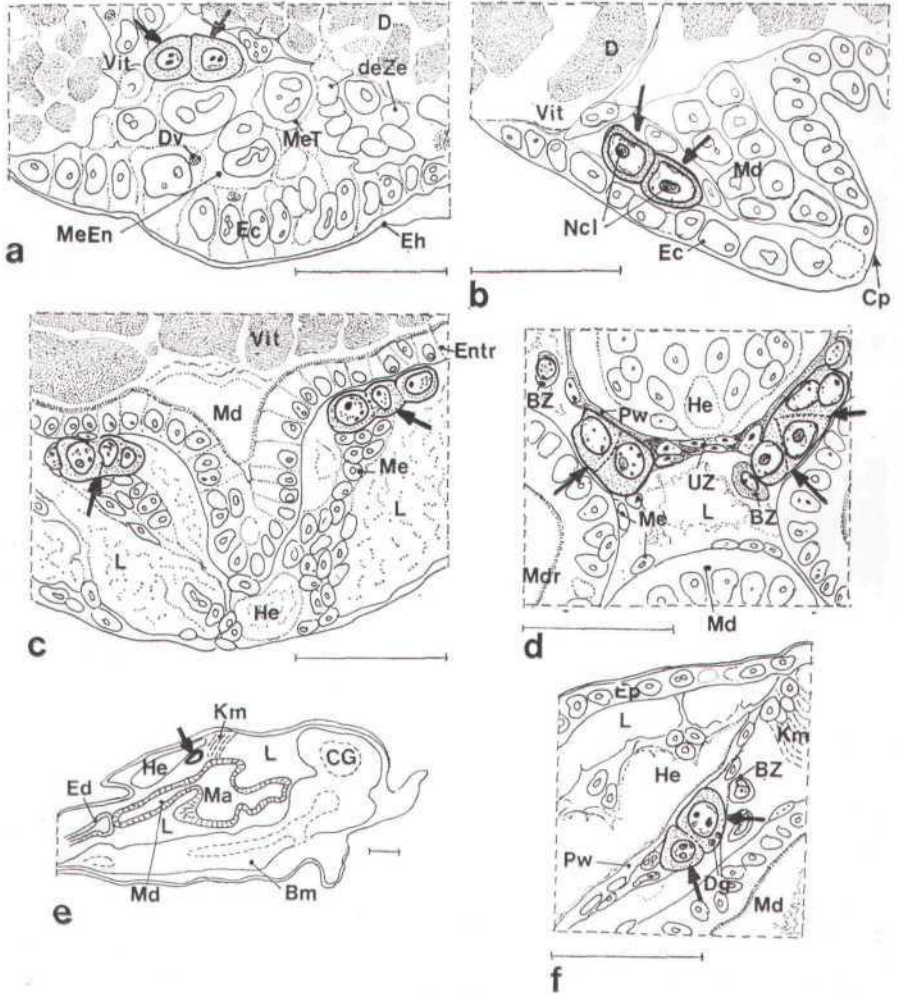 D
Vit
deZe
Dv
MeT
MeEn
Ec
Eh
a
D
Vit
Md
Ncl
Ec
Cp
b
Vit
Entr
Md
Me
L
L
He
c
BZ
Pw
He
UZ
Me
L
BZ
Mdr
Md
d
Km
He
L
CG
Ed
Ma
L
Md
Bm
e
Ep
L
Km
He
BZ
Pw
Dg
Md
f